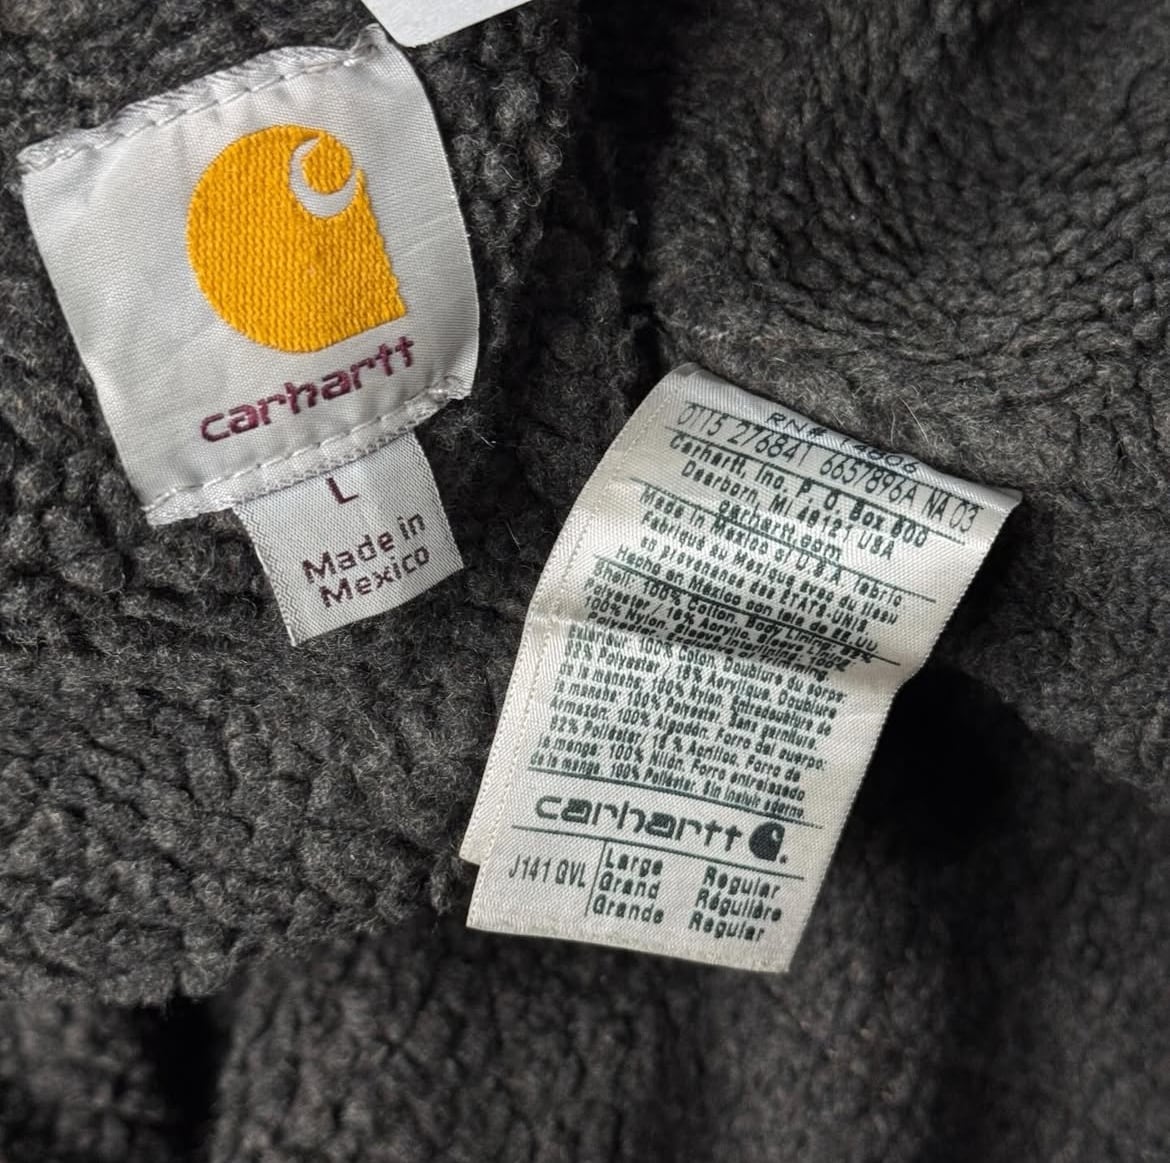 carhartt
L
Made in
Mexico
RN# 14806
0115 276841 6657896A NA 03
Carhartt, Inc. P. O. Box 600
Dearborn, MI 48121 USA
carhartt.com
Made in Mexico of U.S.A. fabric
Fabriqué au Mexique avec du tissu
en provenance des ÉTATS-UNIS
Hecho en México con tela de EE.UU.
Shell: 100% Cotton. Body Lining: 82%
Polyester / 18% Acrylic. Sleeve Lining:
100% Nylon. Sleeve Interlining: 100%
Polyester.
Extérieur: 100% Coton. Doublure du corps:
82% Polyester / 18% Acrylique. Doublure
de la manche: 100% Nylon. Entredoublure de
la manche: 100% Polyester. Sans garniture.
Armazón: 100% Algodón. Forro del cuerpo:
82% Poliéster / 18 % Acrílico. Forro de
la manga: 100% Nilón. Forro entrelazado
de la manga: 100% Poliéster. Sin incluir adorno.
carhartt
J141 GVL
Large Regular
Grand Régulière
Grande Regular